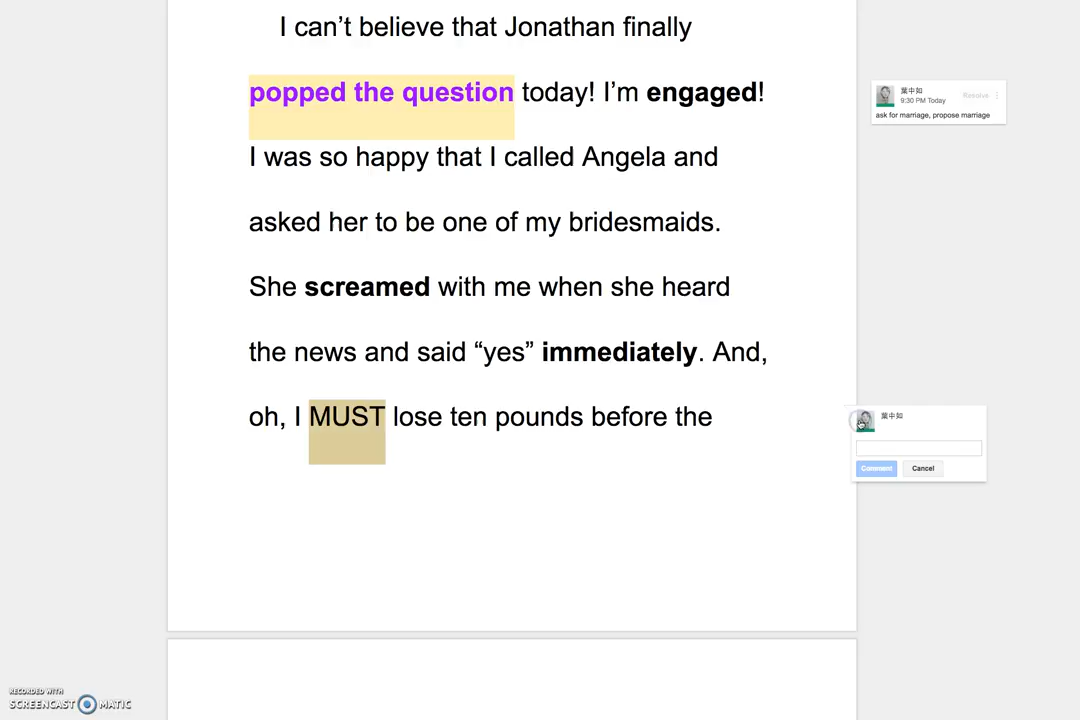 I can’t believe that Jonathan finally
popped the question today! I’m engaged!
I was so happy that I called Angela and
asked her to be one of my bridesmaids.
She screamed with me when she heard
the news and said “yes” immediately. And,
oh, I MUST lose ten pounds before the
葉中如
9:30 PM Today
Resolve
ask for marriage, propose marriage
葉中如
Comment Cancel
RECORDED WITH
SCREENCAST MATIC